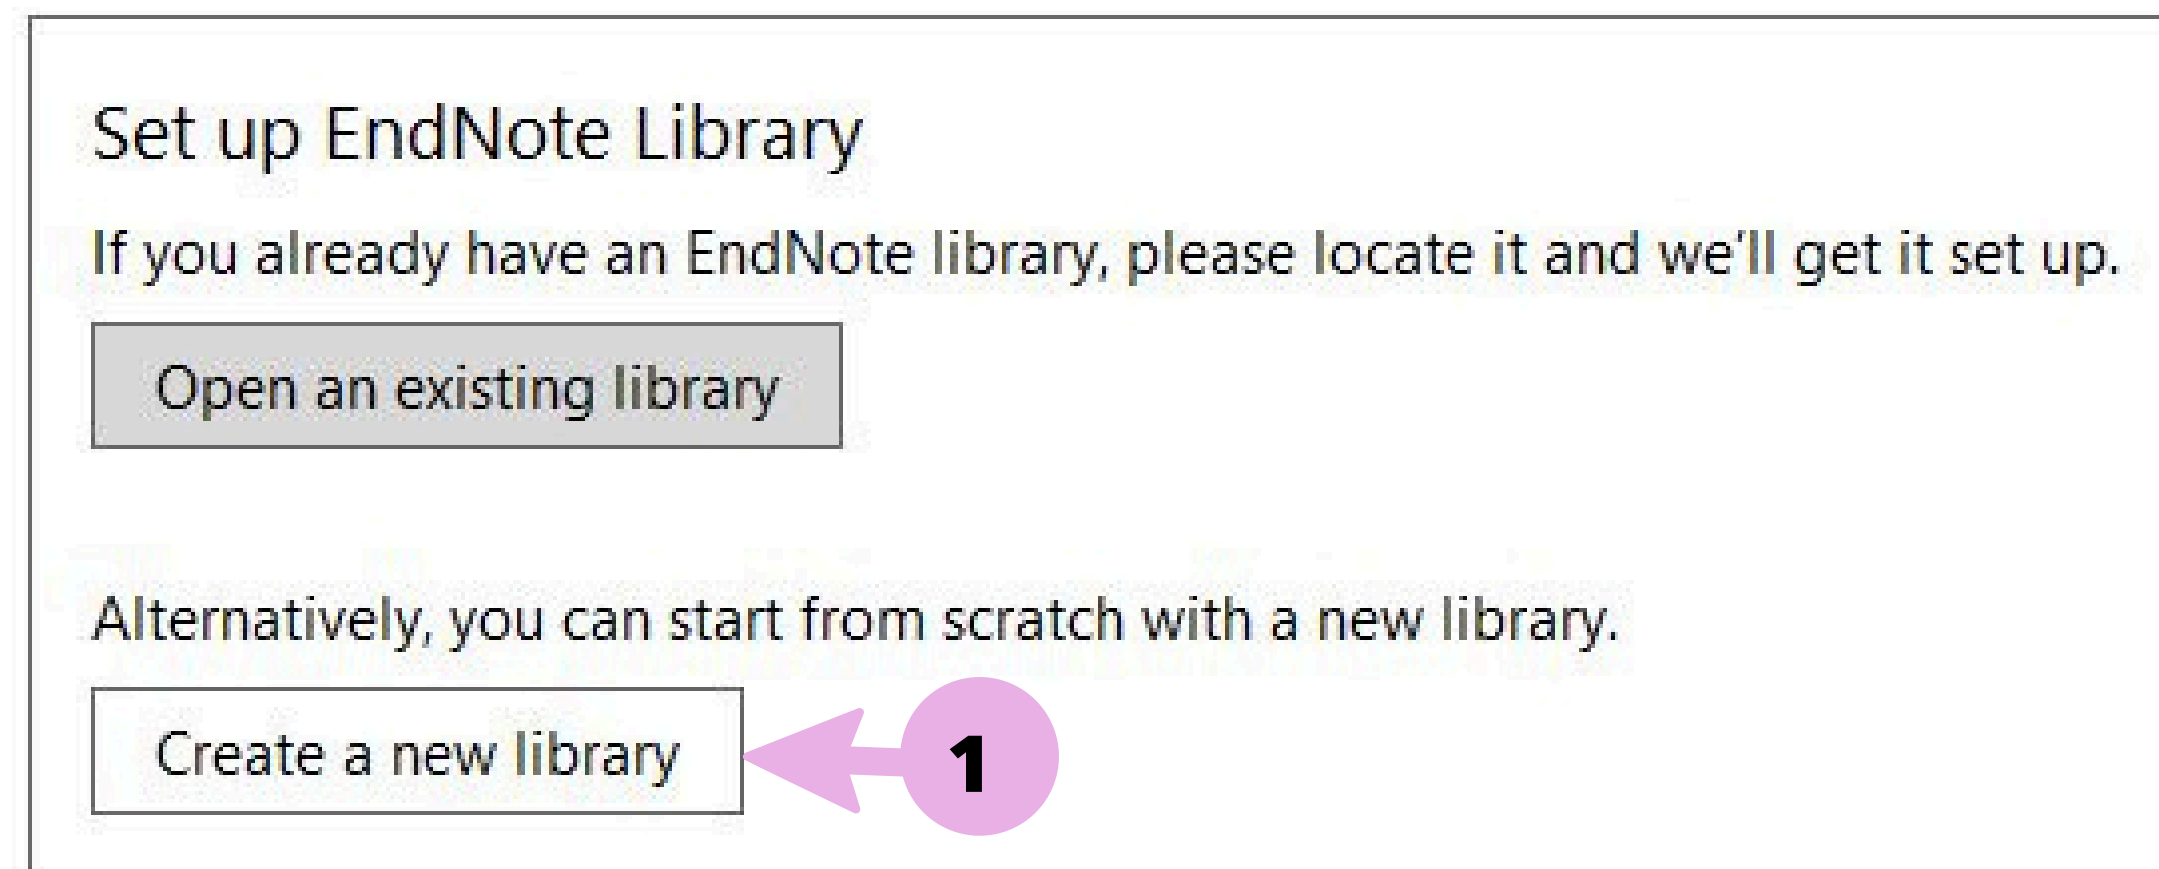 Set up EndNote Library
If you already have an EndNote library, please locate it and we'll get it set up.
Open an existing library
Alternatively, you can start from scratch with a new library.
Create a new library
1